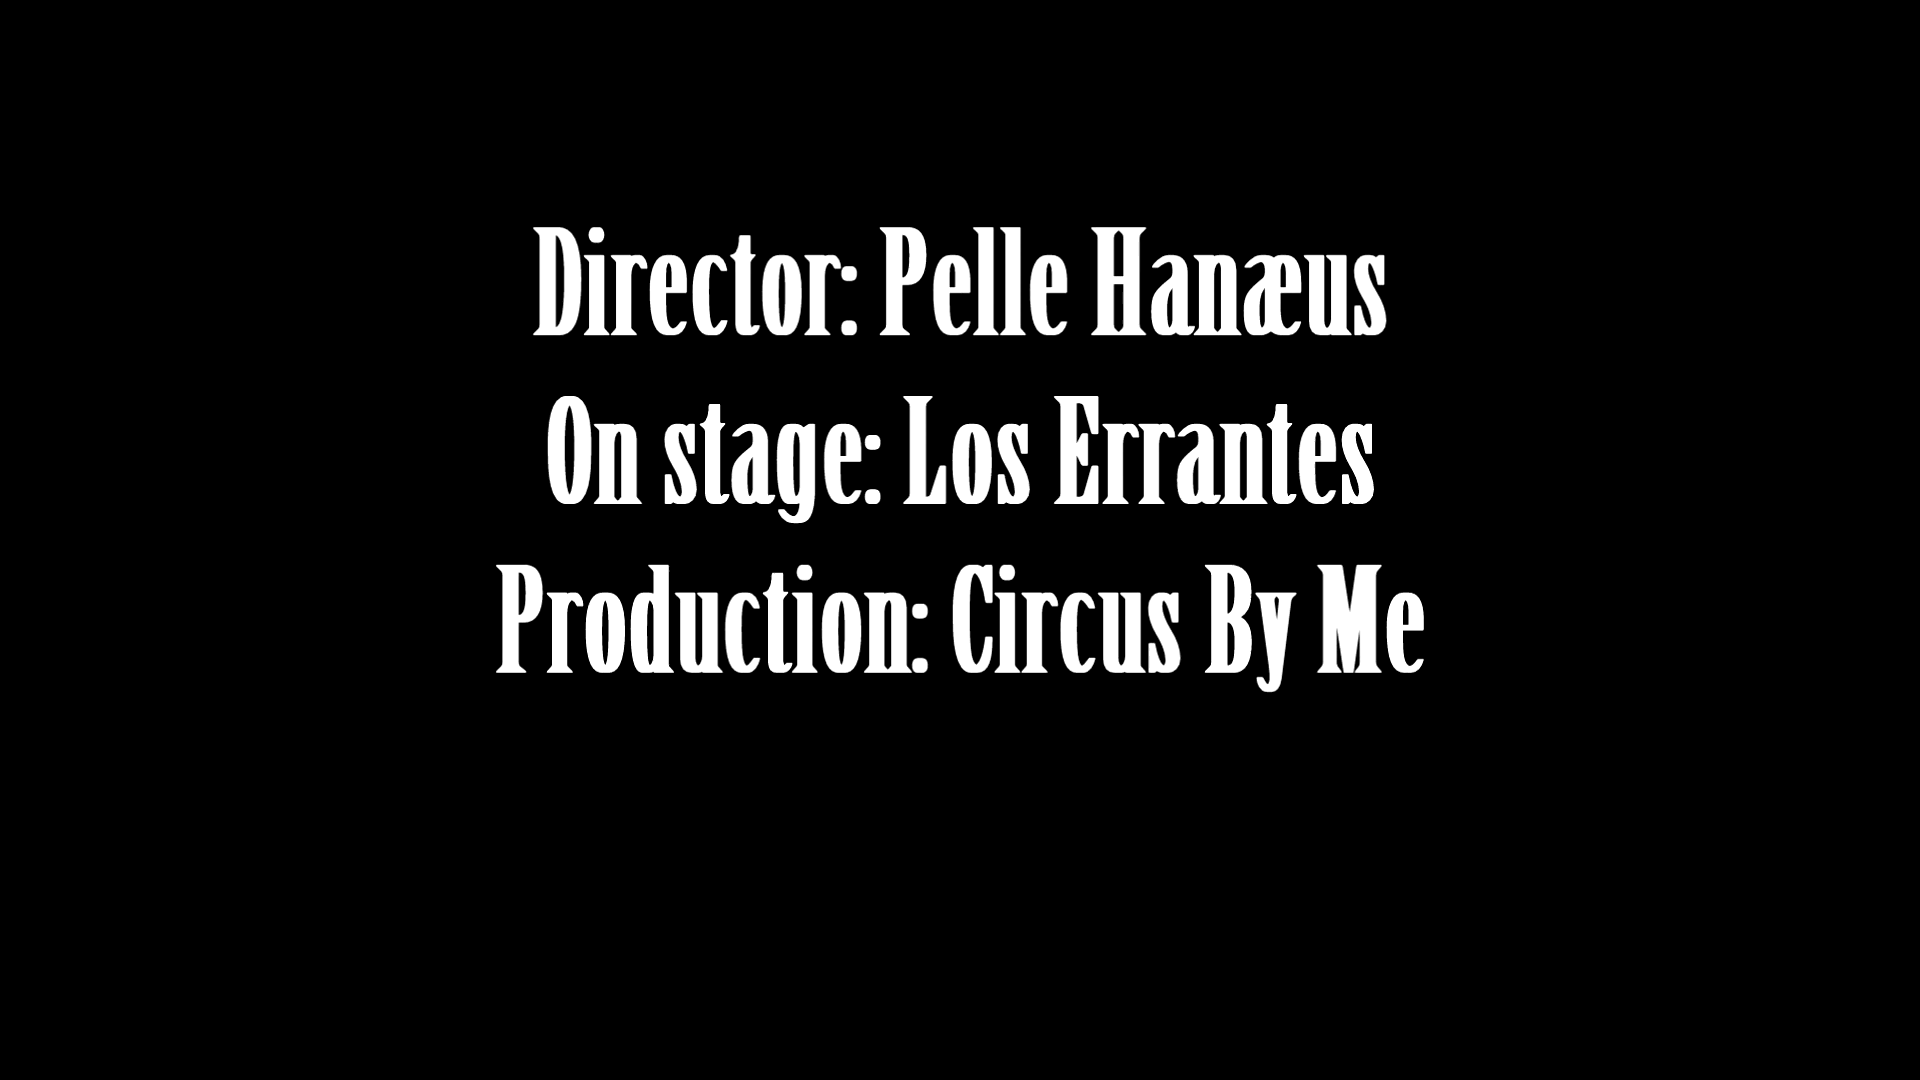 Director: Pelle Hanæus
On stage: Los Errantes
Production: Circus By Me